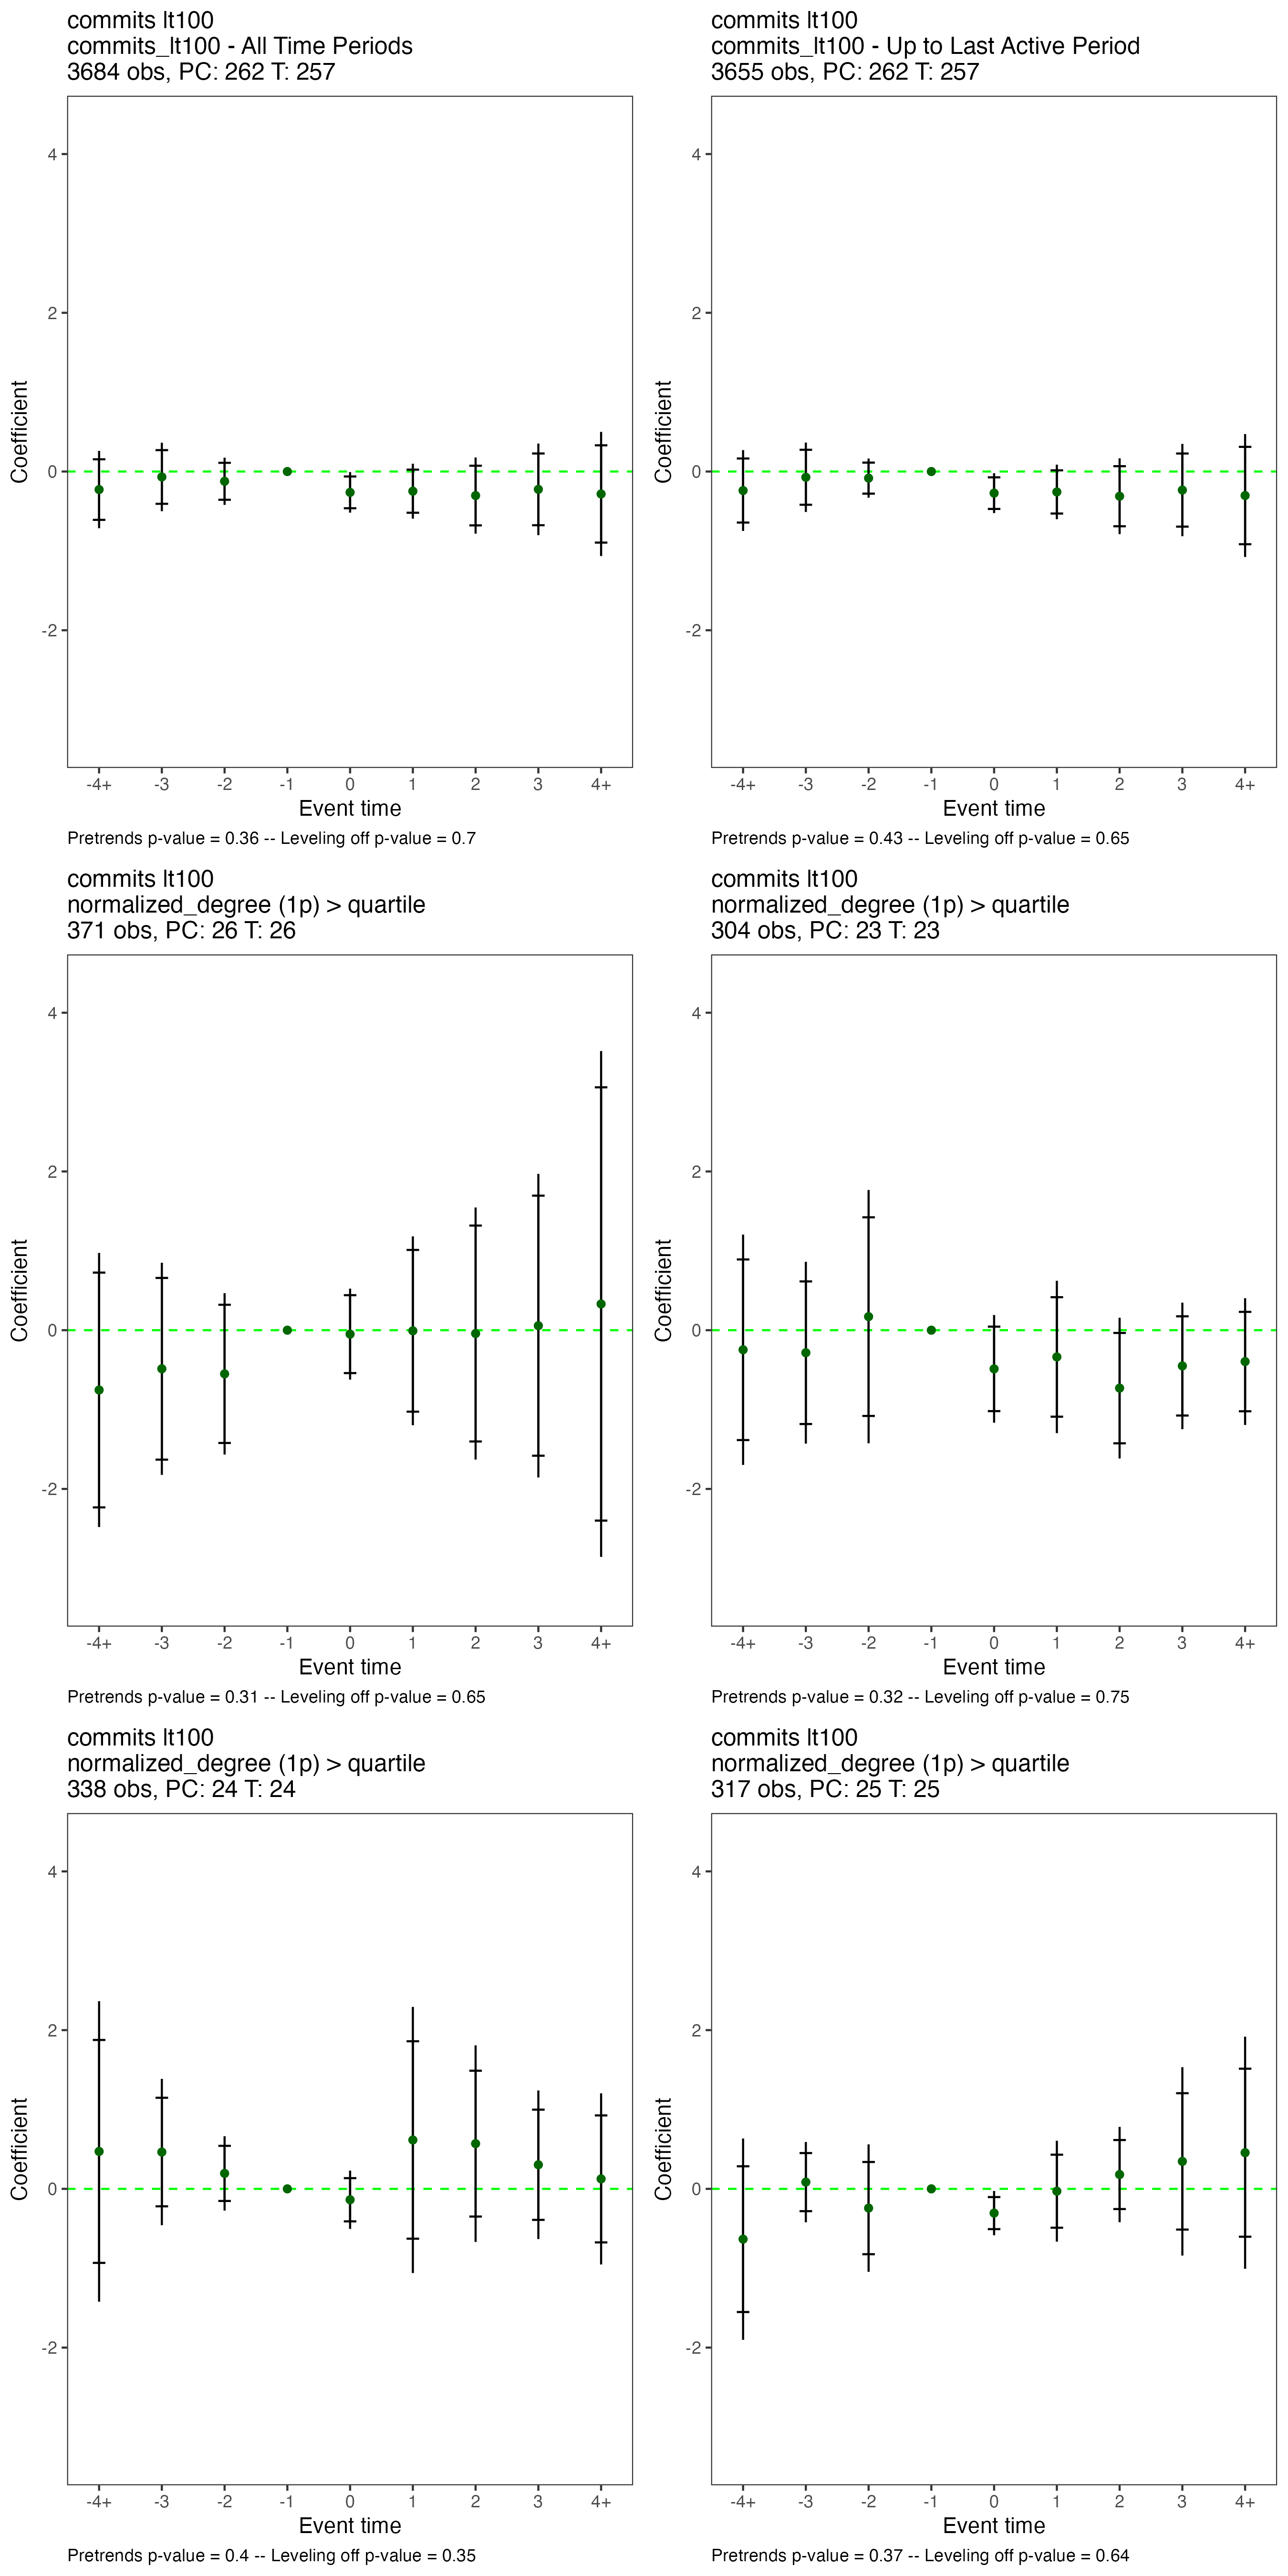 commits lt100
commits_lt100 - All Time Periods
3684 obs, PC: 262 T: 257
Coefficient
4
2
0
-2
-4+ -3 -2 -1 0 1 2 3 4+
Event time
Pretrends p-value = 0.36 -- Leveling off p-value = 0.7
commits lt100
commits_lt100 - Up to Last Active Period
3655 obs, PC: 262 T: 257
Coefficient
4
2
0
-2
-4+ -3 -2 -1 0 1 2 3 4+
Event time
Pretrends p-value = 0.43 -- Leveling off p-value = 0.65
commits lt100
normalized_degree (1p) > quartile
371 obs, PC: 26 T: 26
Coefficient
4
2
0
-2
-4+ -3 -2 -1 0 1 2 3 4+
Event time
Pretrends p-value = 0.31 -- Leveling off p-value = 0.65
commits lt100
normalized_degree (1p) > quartile
304 obs, PC: 23 T: 23
Coefficient
4
2
0
-2
-4+ -3 -2 -1 0 1 2 3 4+
Event time
Pretrends p-value = 0.32 -- Leveling off p-value = 0.75
commits lt100
normalized_degree (1p) > quartile
338 obs, PC: 24 T: 24
Coefficient
4
2
0
-2
-4+ -3 -2 -1 0 1 2 3 4+
Event time
Pretrends p-value = 0.4 -- Leveling off p-value = 0.35
commits lt100
normalized_degree (1p) > quartile
317 obs, PC: 25 T: 25
Coefficient
4
2
0
-2
-4+ -3 -2 -1 0 1 2 3 4+
Event time
Pretrends p-value = 0.37 -- Leveling off p-value = 0.64